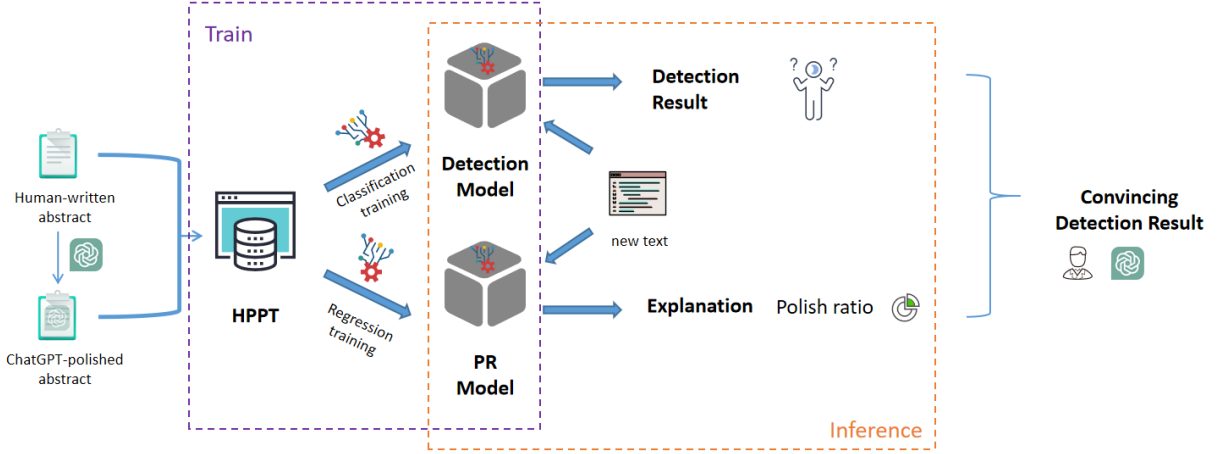 Train
Human-written
abstract
ChatGPT-polished
abstract
HPPT
Classification
training
Regression
training
Detection
Model
PR
Model
Detection
Result
? ?
new text
Explanation
Polish ratio
Inference
Convincing
Detection Result